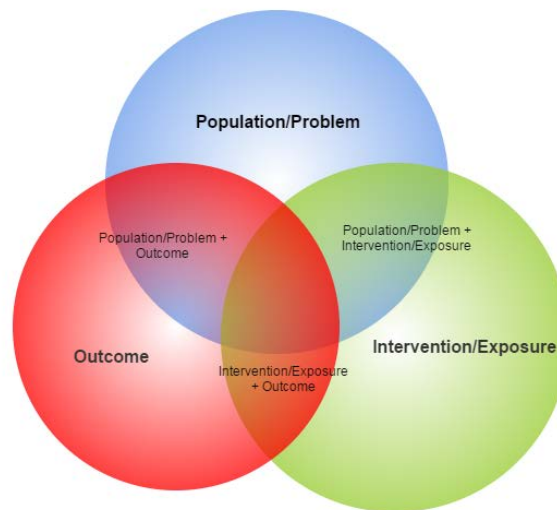 Population/Problem
Population/Problem +
Outcome
Population/Problem +
Intervention/Exposure
Outcome
Intervention/Exposure
Intervention/Exposure
+ Outcome